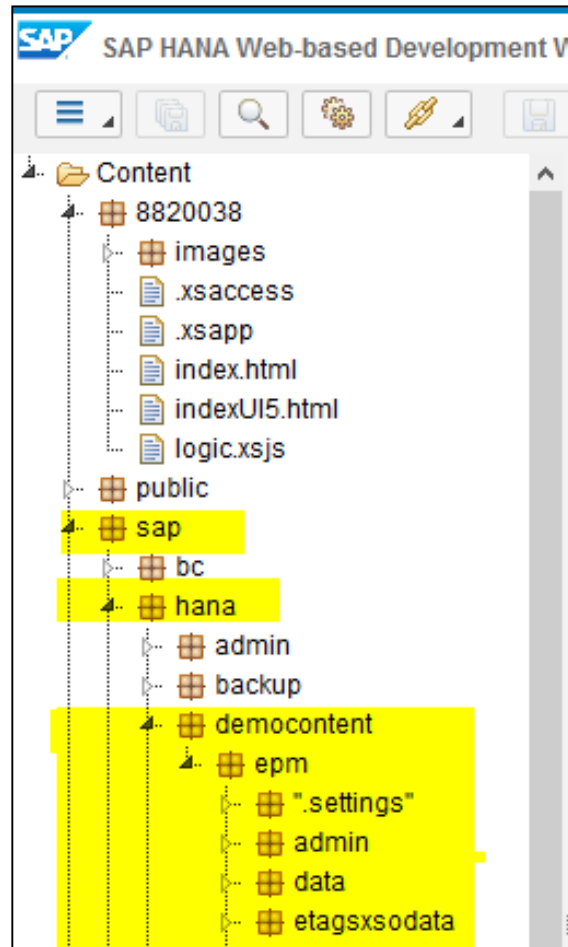 SAP SAP HANA Web-based Development W
Content
8820038
images
.xsaccess
.xsapp
index.html
indexUI5.html
logic.xsjs
public
sap
bc
hana
admin
backup
democontent
epm
".settings"
admin
data
etagsxsodata